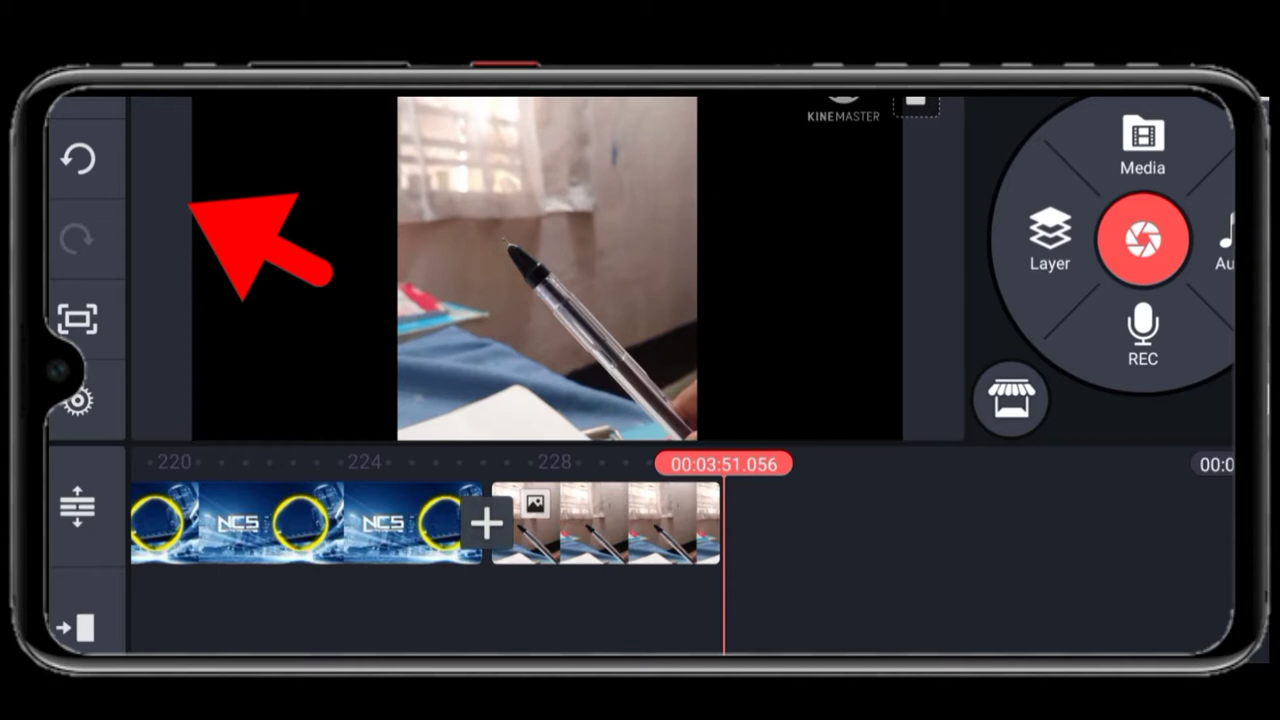 KINEMASTER
Media
Layer
Au
REC
220
224
228
00:03:51.056
00:0
NCS
NCS